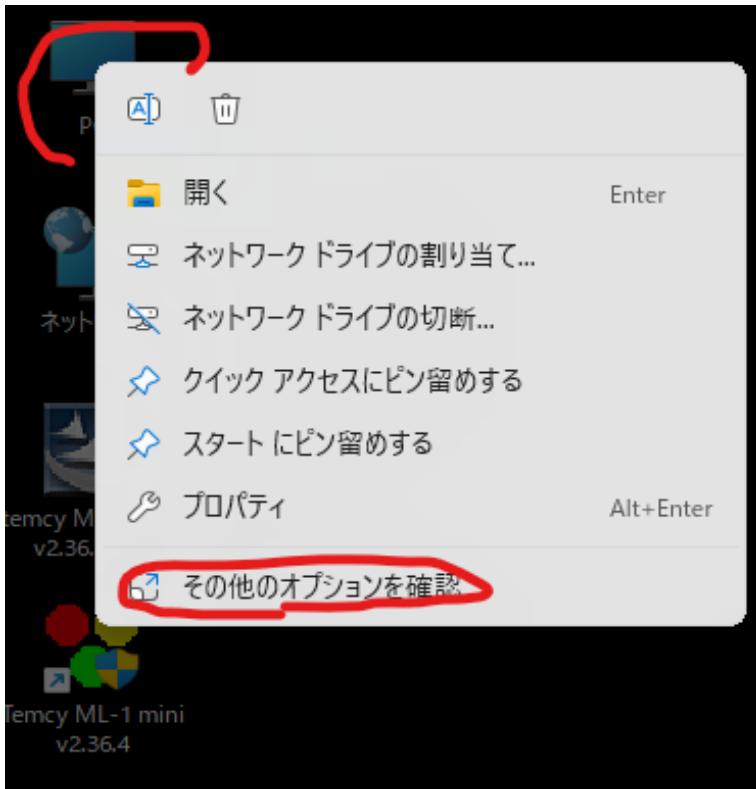 開く Enter
ネットワーク ドライブの割り当て...
ネットワーク ドライブの切断...
クイック アクセスにピン留めする
スタート にピン留めする
プロパティ Alt+Enter
その他のオプションを確認
ネット
temcy M
v2.36.
Temcy ML-1 mini
v2.36.4